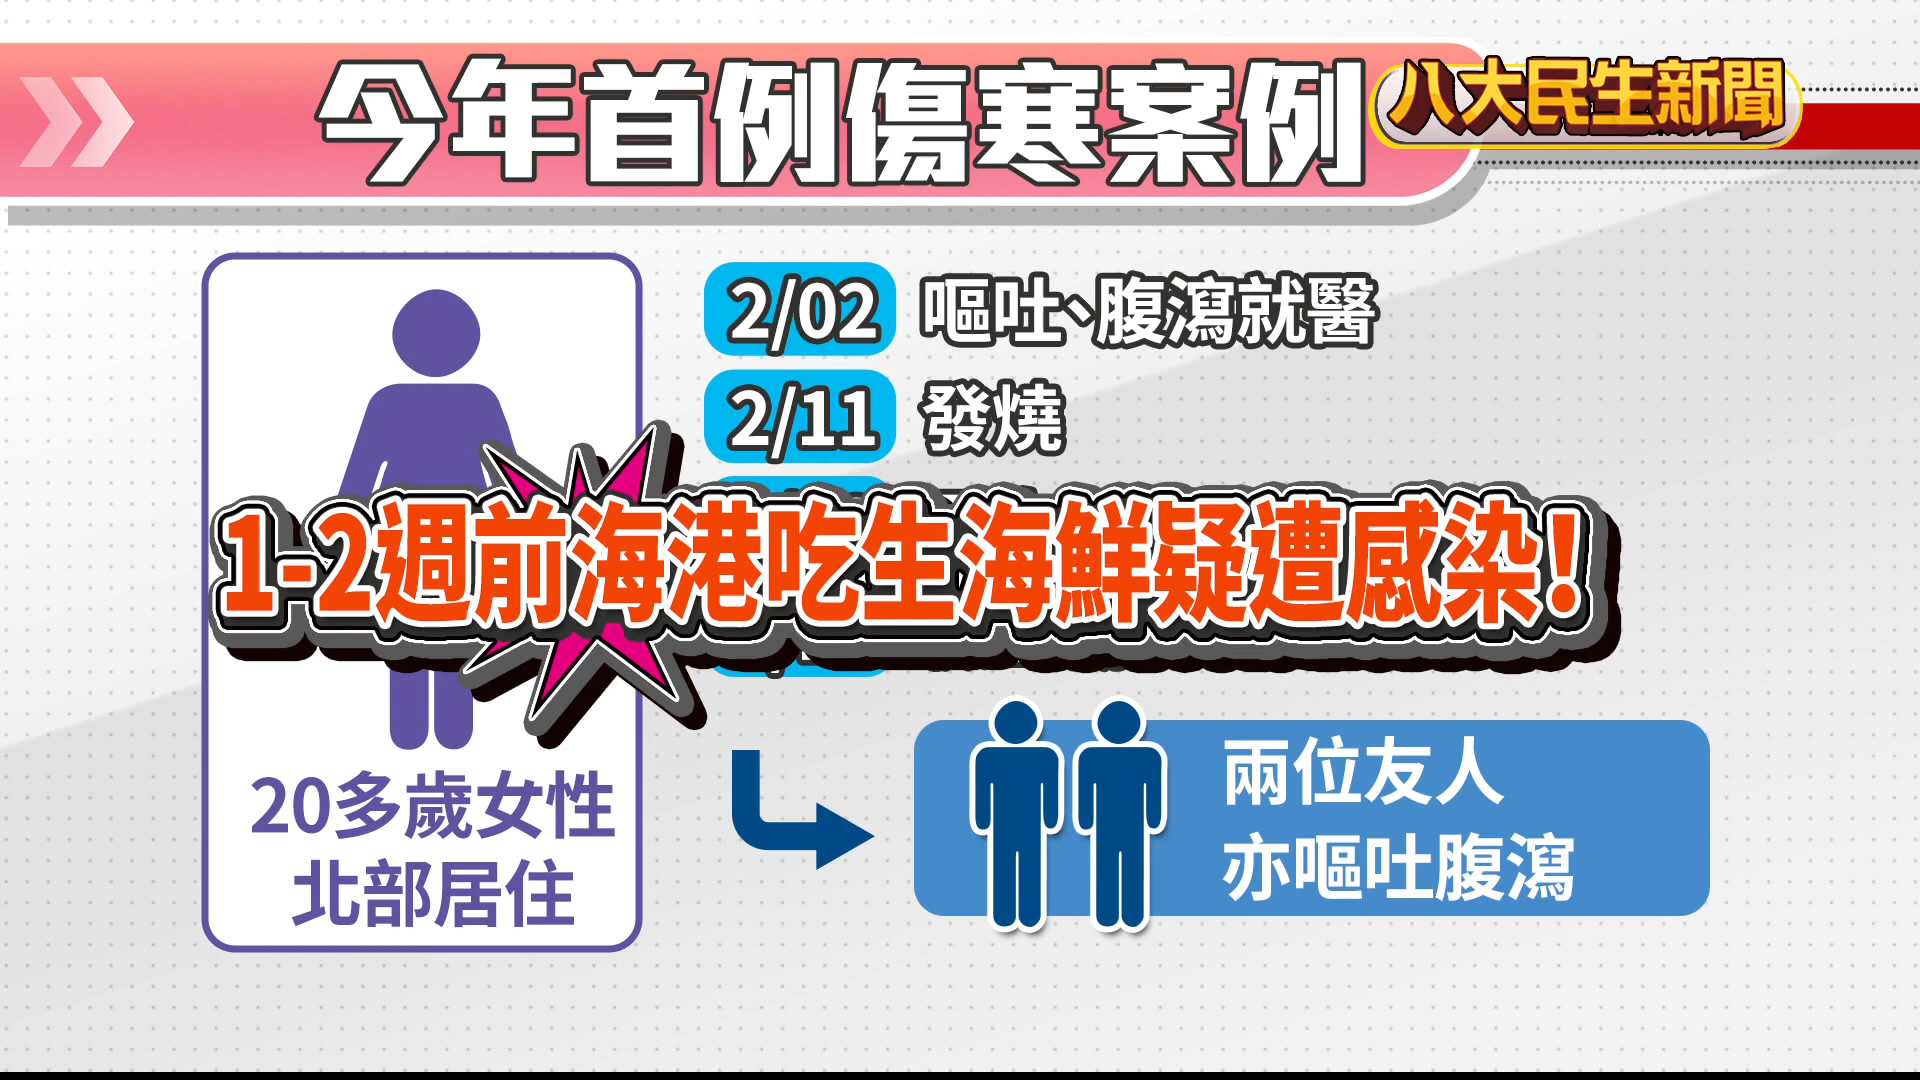 今年首例傷寒案例
八大民生新聞
2/02 嘔吐、腹瀉就醫
2/11 發燒
1-2週前海港吃生海鮮疑遭感染!
20多歲女性
北部居住
兩位友人
亦嘔吐腹瀉